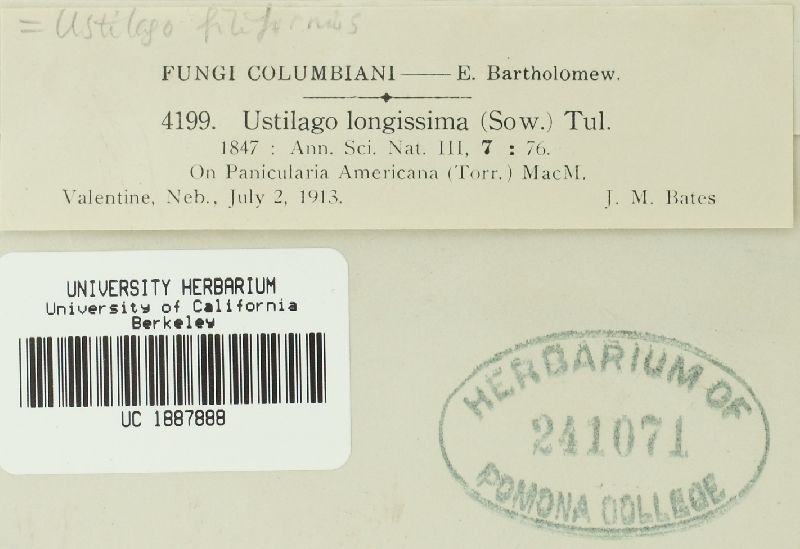 = Ustilago filiformis
FUNGI COLUMBIANI — E. Bartholomew.
4199. Ustilago longissima (Sow.) Tul.
1847 : Ann. Sci. Nat. III, 7 : 76.
On Panicularia Americana (Torr.) MacM.
Valentine, Neb., July 2, 1913. J. M. Bates
UNIVERSITY HERBARIUM
University of California
Berkeley
UC 1887888
HERBARIUM OF
241071
POMONA COLLEGE